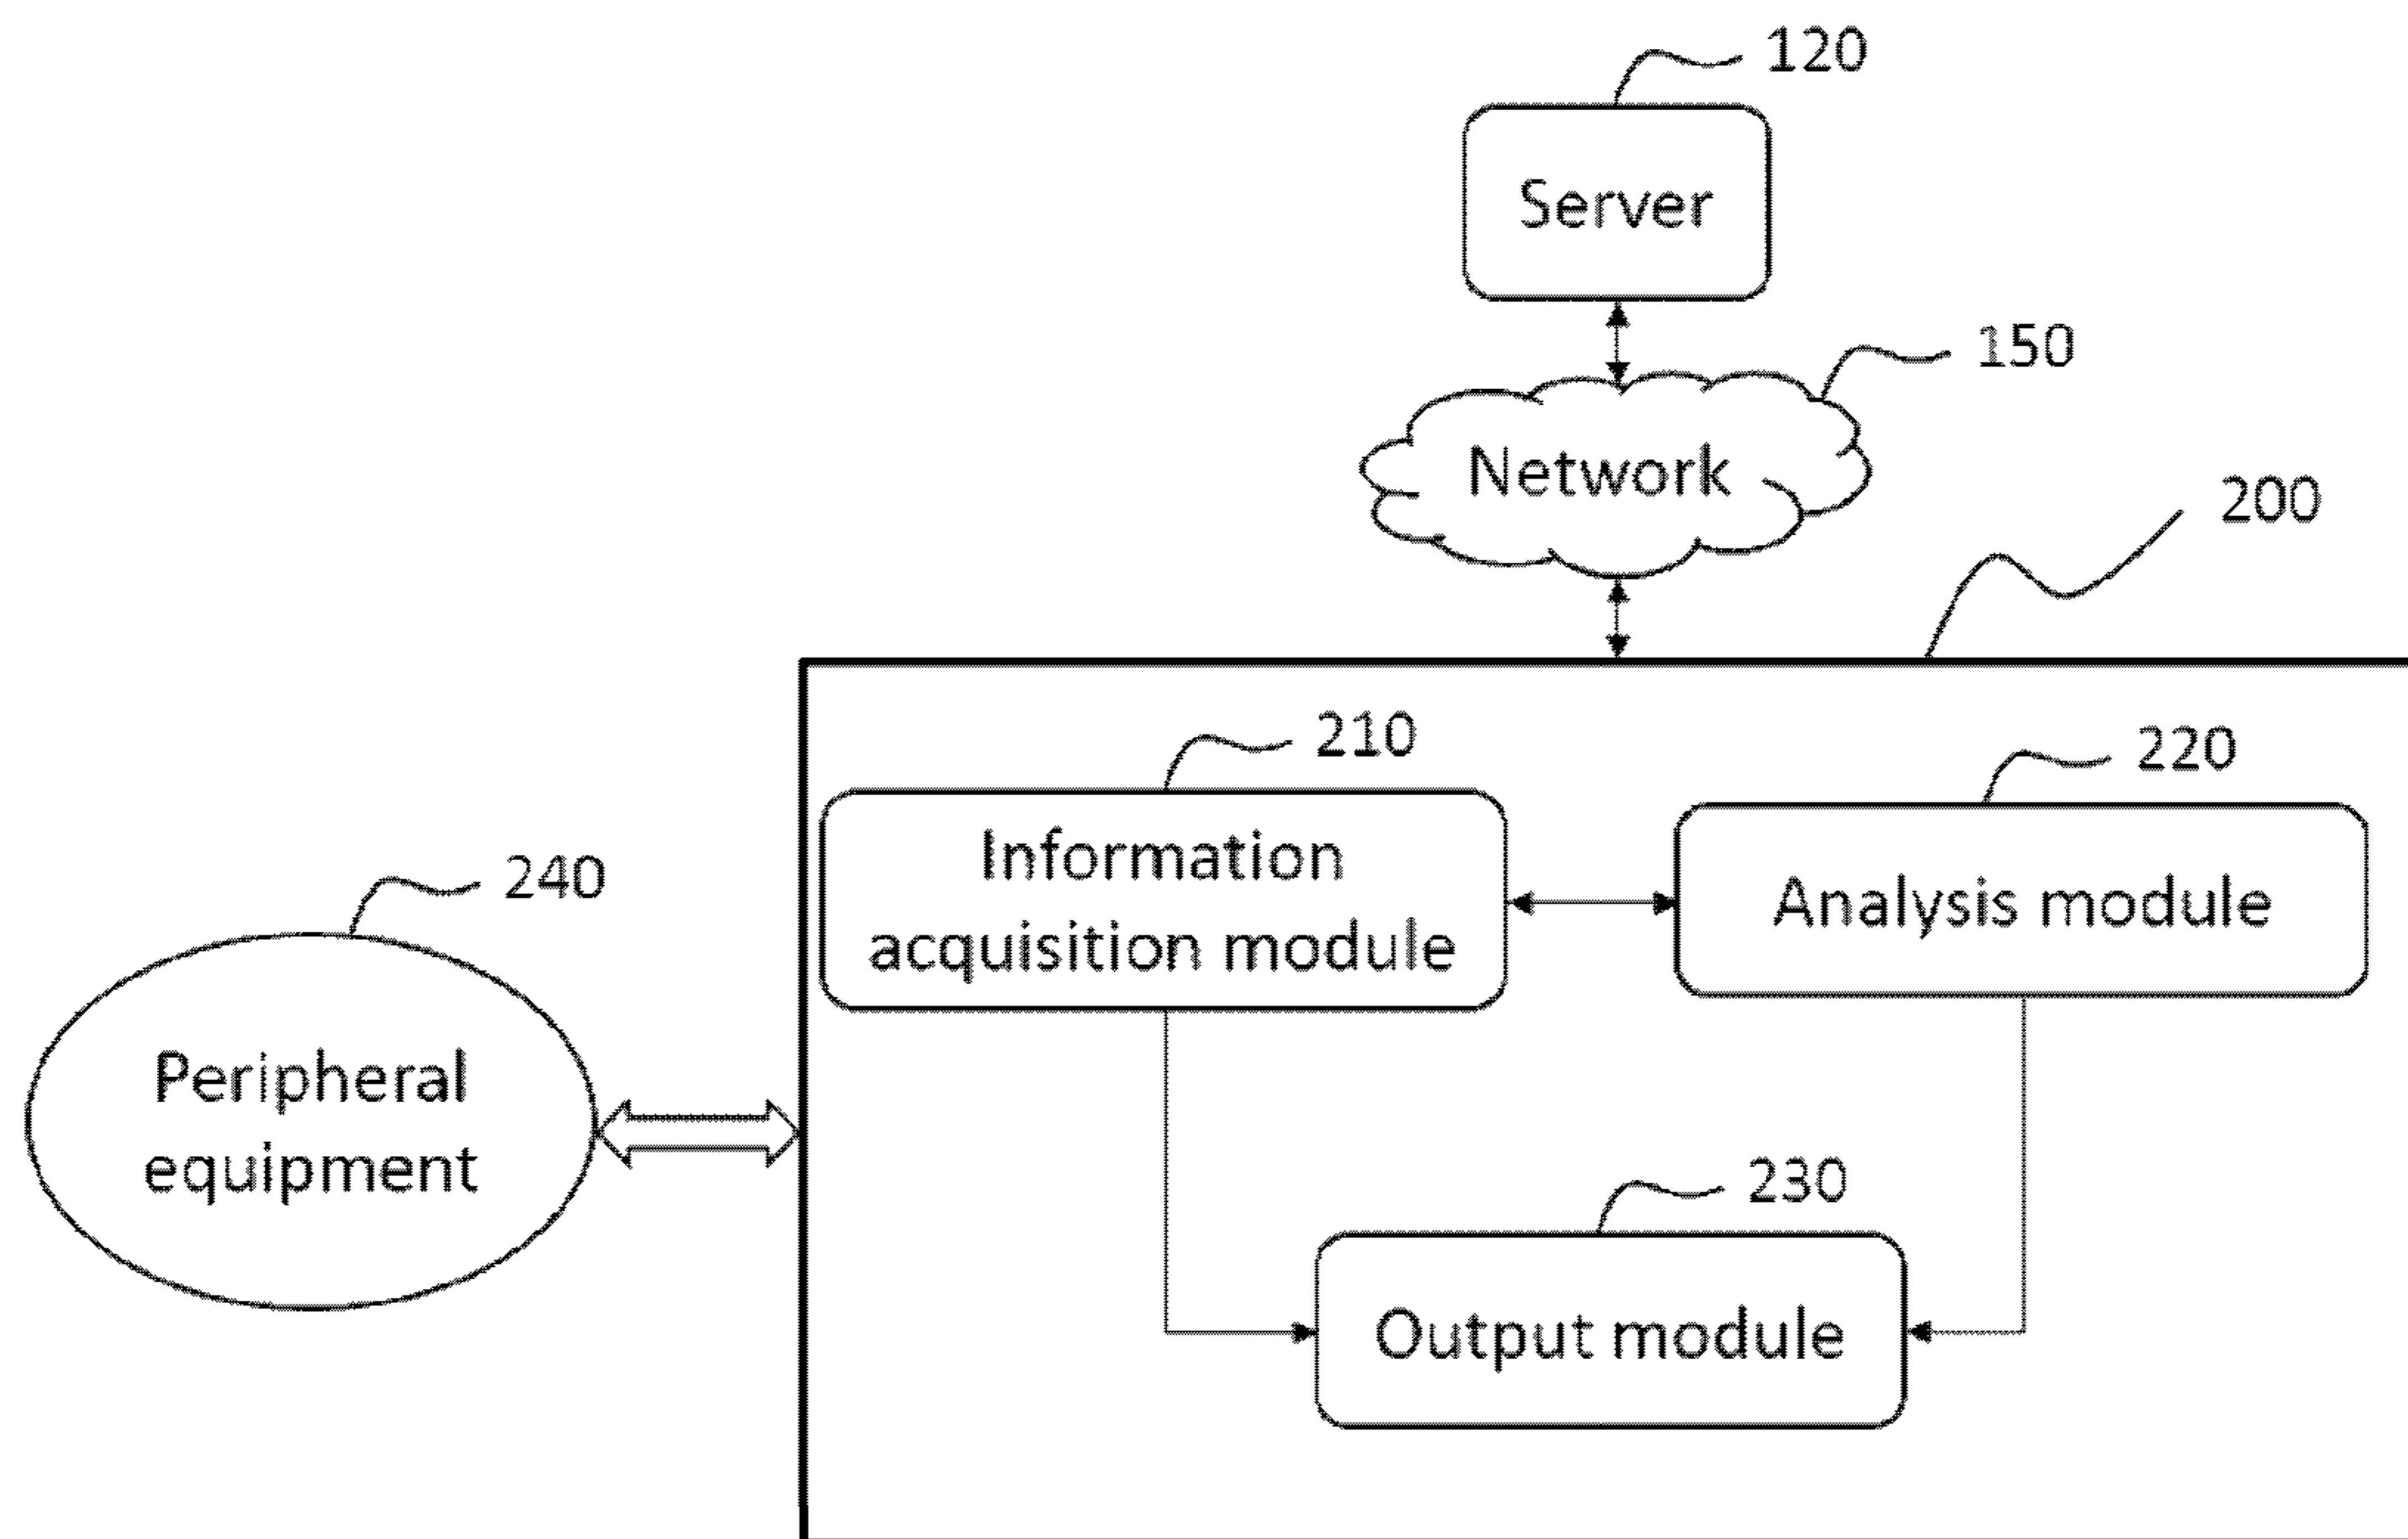 120
Server
150
Network
200
210
220
Information
acquisition module
Analysis module
240
Peripheral
equipment
230
Output module